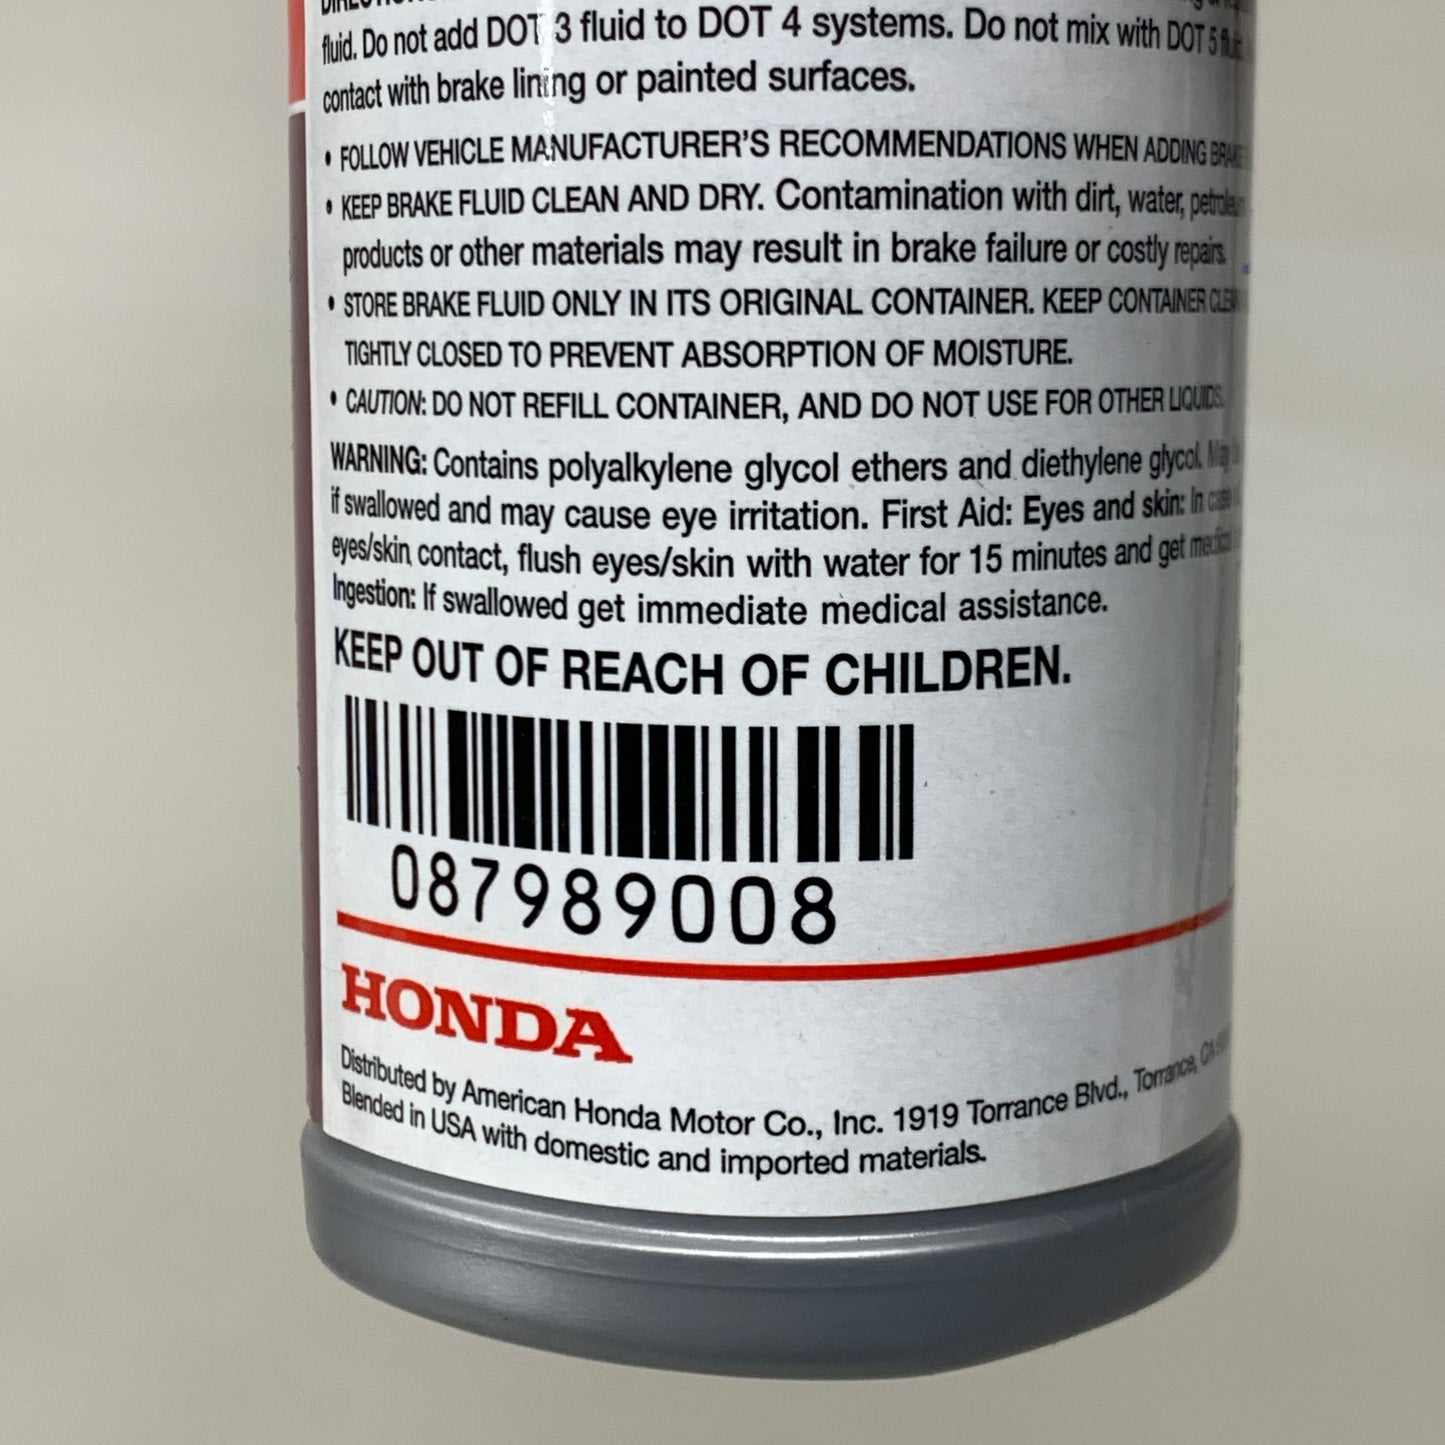 fluid. Do not add DOT 3 fluid to DOT 4 systems. Do not mix with DOT 5
contact with brake lining or painted surfaces.
• FOLLOW VEHICLE MANUFACTURER'S RECOMMENDATIONS WHEN ADDING
• KEEP BRAKE FLUID CLEAN AND DRY. Contamination with dirt, water, petroleum
products or other materials may result in brake failure or costly repairs.
• STORE BRAKE FLUID ONLY IN ITS ORIGINAL CONTAINER. KEEP CONTAINER CLEAN
TIGHTLY CLOSED TO PREVENT ABSORPTION OF MOISTURE.
• CAUTION: DO NOT REFILL CONTAINER, AND DO NOT USE FOR OTHER LIQUIDS.
WARNING: Contains polyalkylene glycol ethers and diethylene glycol. May
if swallowed and may cause eye irritation. First Aid: Eyes and skin: In case
eyes/skin contact, flush eyes/skin with water for 15 minutes and get medical
Ingestion: If swallowed get immediate medical assistance.
KEEP OUT OF REACH OF CHILDREN.
087989008
HONDA
Distributed by American Honda Motor Co., Inc. 1919 Torrance Blvd., Torrance, CA
Blended in USA with domestic and imported materials.